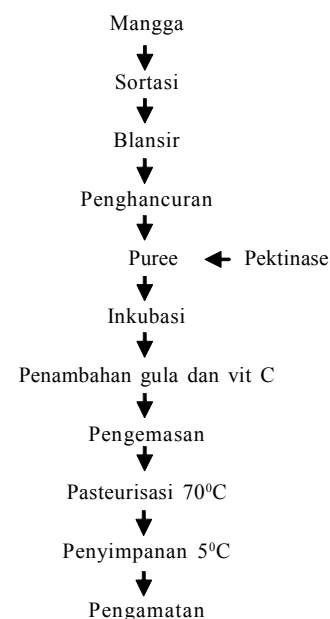 Mangga
Sortasi
Blansir
Penghancuran
Puree Pektinase
Inkubasi
Penambahan gula dan vit C
Pengemasan
Pasteurisasi 70⁰C
Penyimpanan 5⁰C
Pengamatan